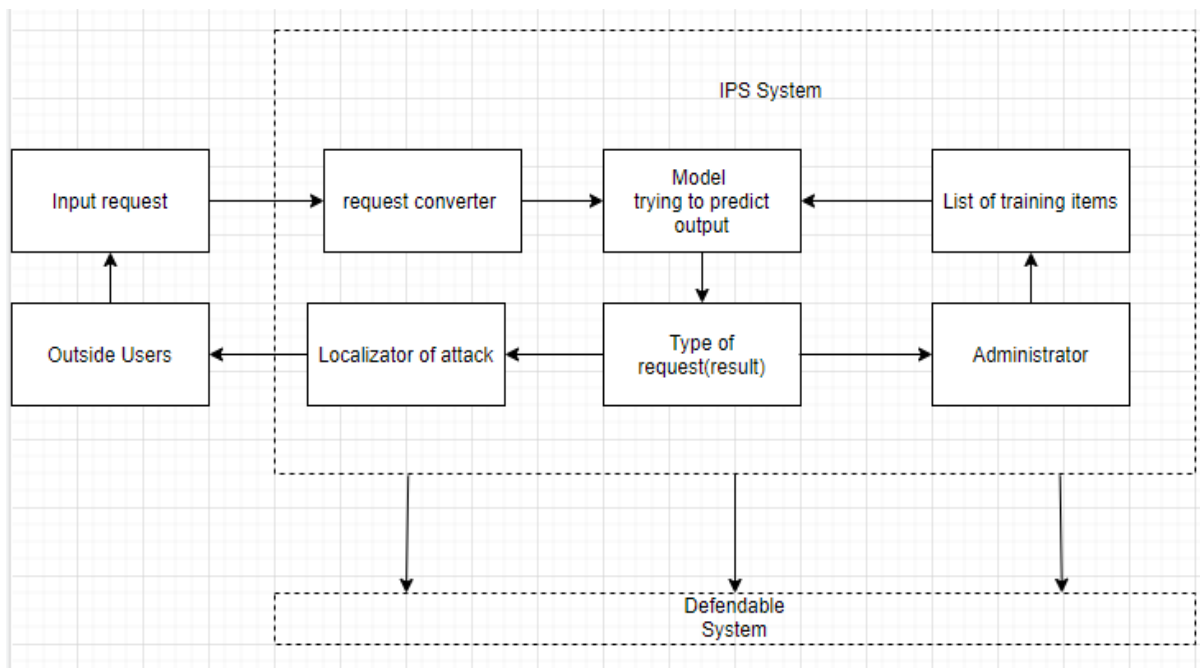 IPS System
Input request
request converter
Model
trying to predict
output
List of training items
Outside Users
Localizator of attack
Type of
request(result)
Administrator
Defendable
System